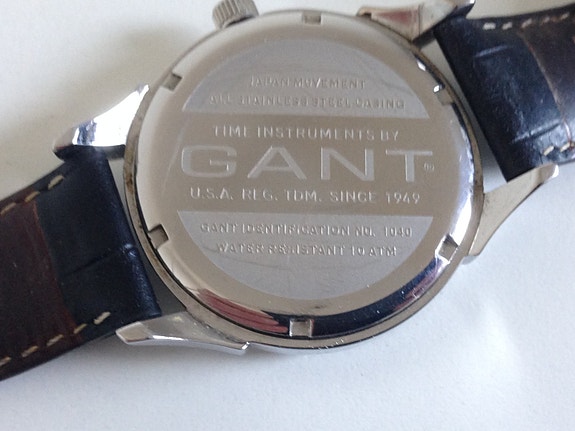 JAPAN MOVEMENT
ALL STAINLESS STEEL CASING
TIME INSTRUMENTS BY
GANT®
U.S.A. REG. TDM. SINCE 1949
GANT IDENTIFICATION NO. 1040
WATER RESISTANT 10 ATM